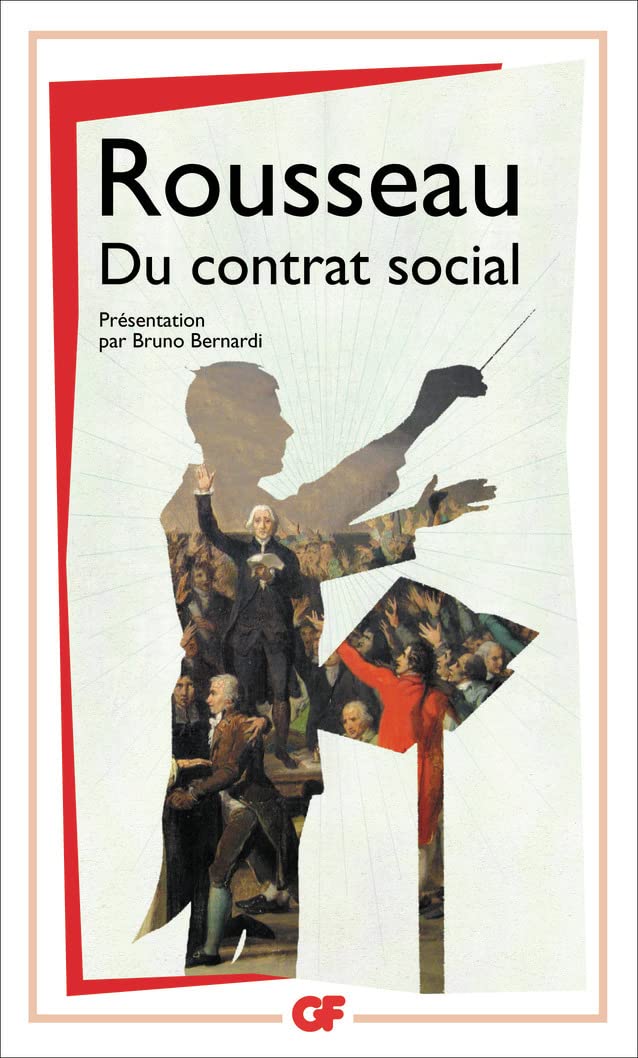 Rousseau
Du contrat social
Présentation
par Bruno Bernardi
GF